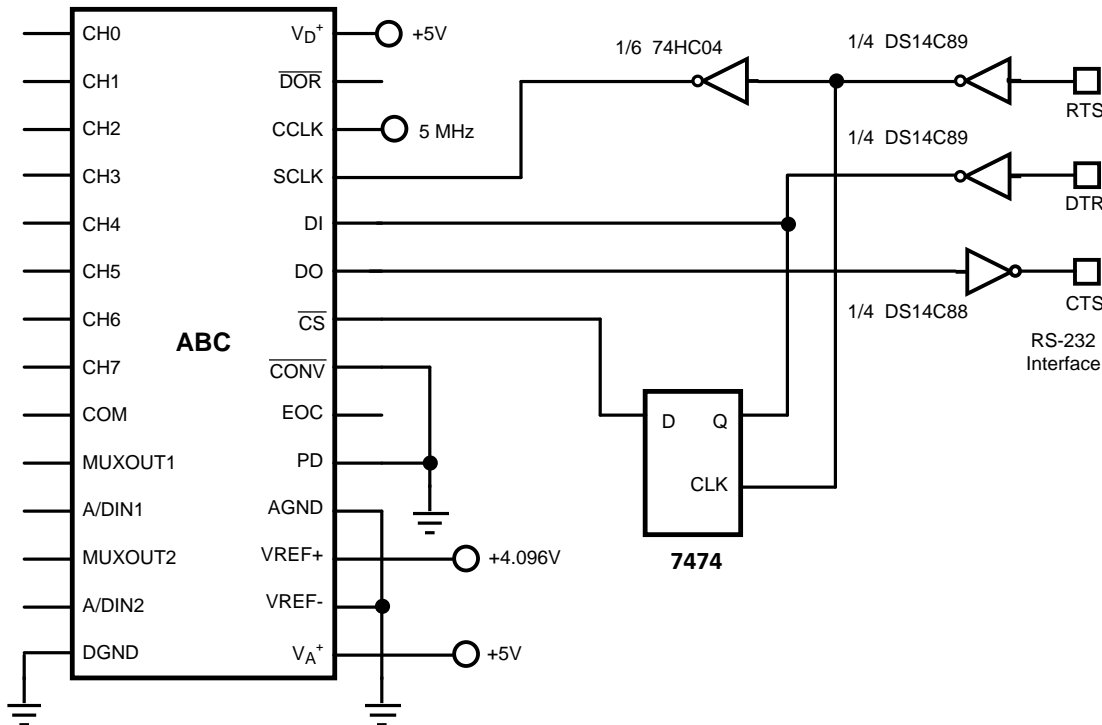 CH0
CH1
CH2
CH3
CH4
CH5
CH6
CH7
COM
MUXOUT1
A/DIN1
MUXOUT2
A/DIN2
DGND
ABC
VD+
DOR
CCLK
SCLK
DI
DO
CS
CONV
EOC
PD
AGND
VREF+
VREF-
VA+
+5V
5 MHz
+4.096V
+5V
1/6 74HC04
1/4 DS14C89
RTS
1/4 DS14C89
DTR
1/4 DS14C88
CTS
RS-232
Interface
D Q
CLK
7474